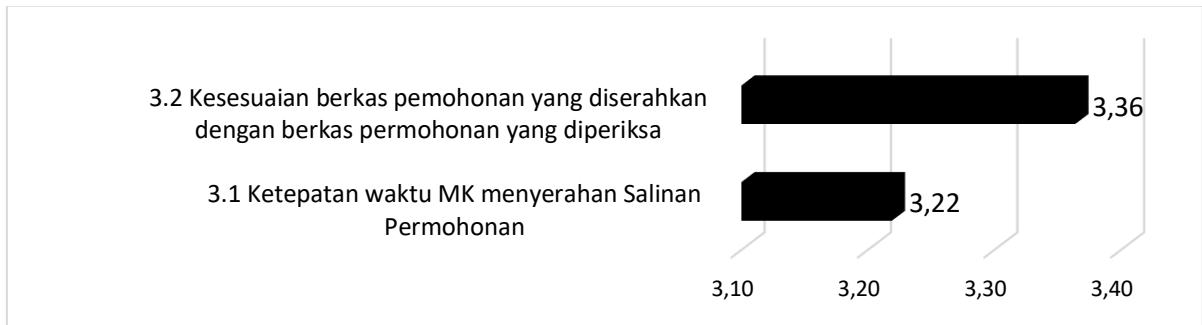 3.2 Kesesuaian berkas pemohonan yang diserahkan
dengan berkas permohonan yang diperiksa
3,36
3.1 Ketepatan waktu MK menyerahan Salinan
Permohonan
3,22
3,10 3,20 3,30 3,40